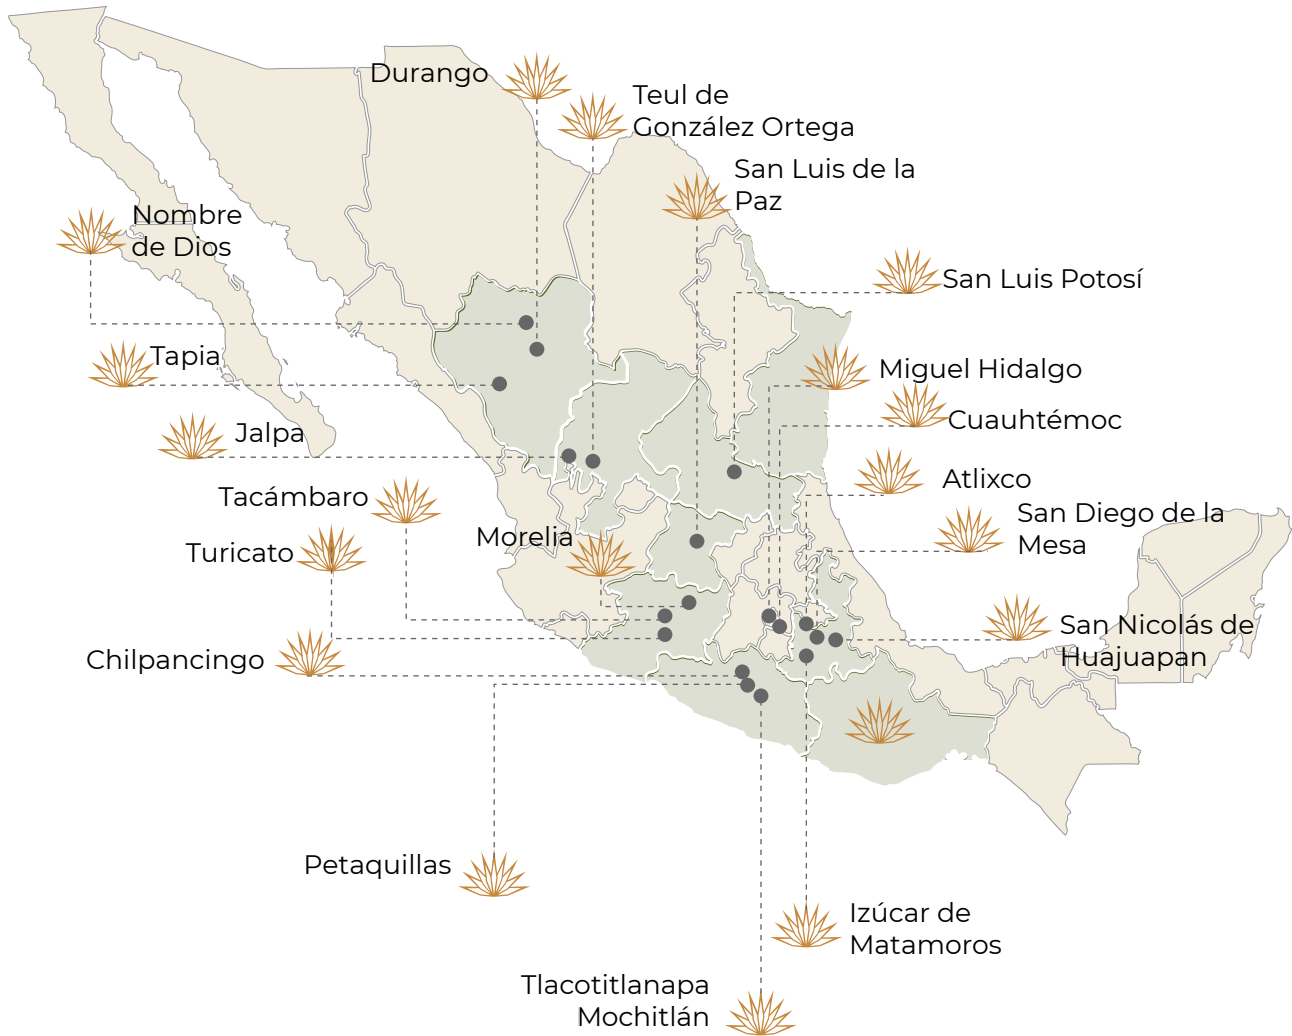 Durango
Teul de
González Ortega
San Luis de la
Paz
Nombre
de Dios
San Luis Potosí
Tapia
Miguel Hidalgo
Cuauhtémoc
Jalpa
Atlixco
Tacámbaro
San Diego de la
Mesa
Morelia
Turicato
San Nicolás de
Huajuapan
Chilpancingo
Petaquillas
Izúcar de
Matamoros
Tlacotitlanapa
Mochitlán